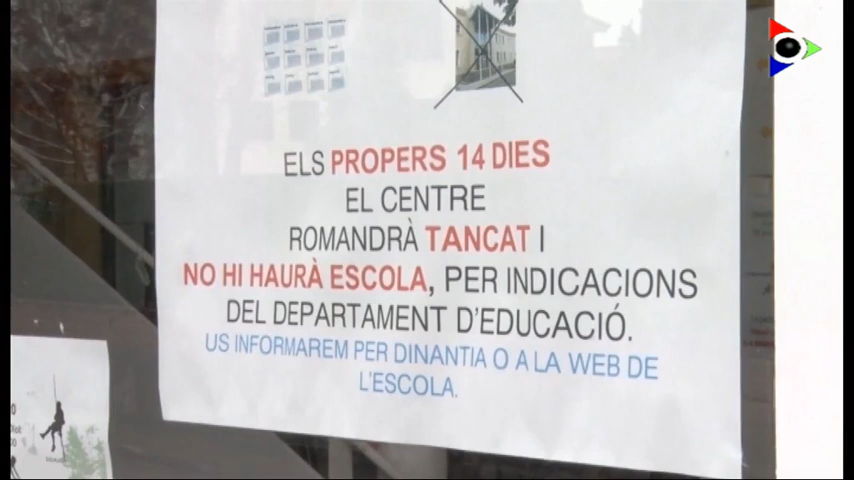 ELS PROPERS 14 DIES
EL CENTRE
ROMANDRÀ TANCAT I
NO HI HAURÀ ESCOLA, PER INDICACIONS
DEL DEPARTAMENT D'EDUCACIÓ.
US INFORMAREM PER DINANTIA O A LA WEB DE
L'ESCOLA.